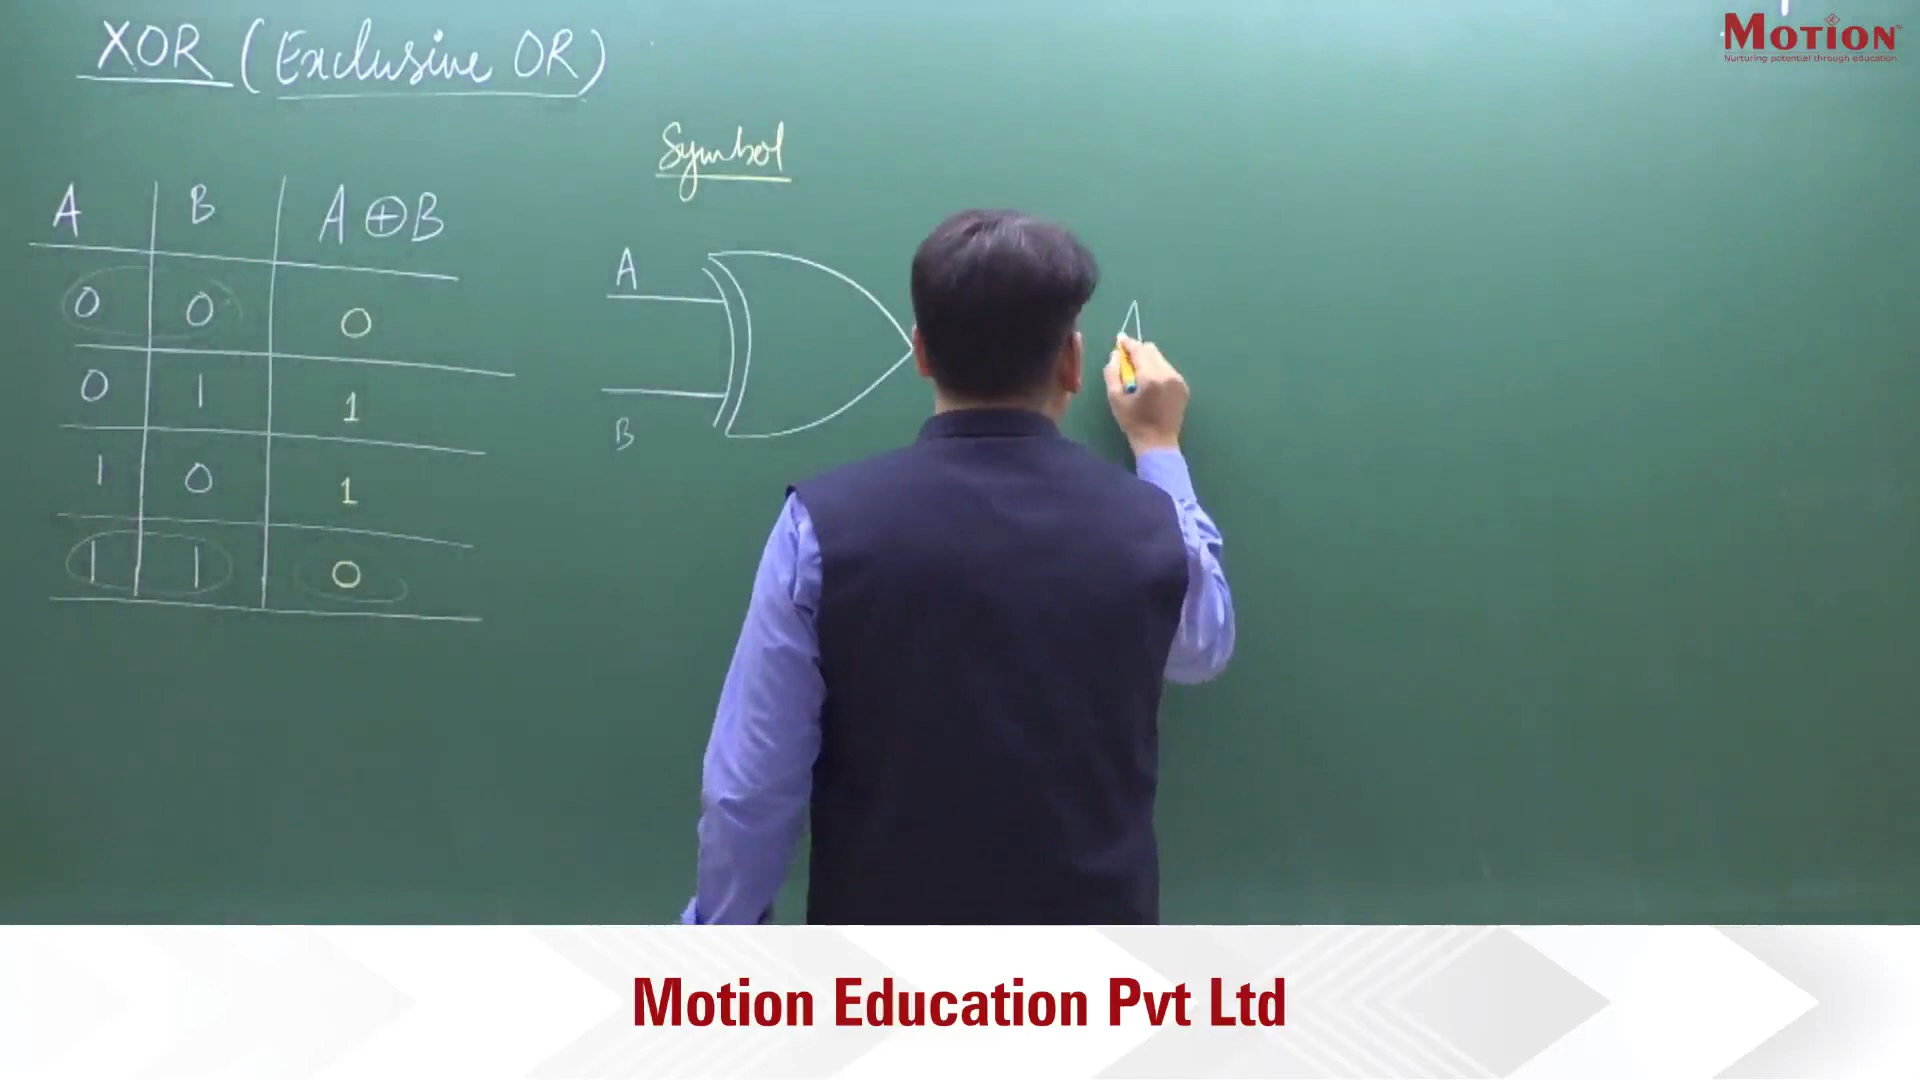 XOR (Exclusive OR)
MOTION
Nurturing potential through education
Symbol
A B A ⊕ B
0 0 0
0 1 1
1 0 1
1 1 0
A
B
A
Motion Education Pvt Ltd